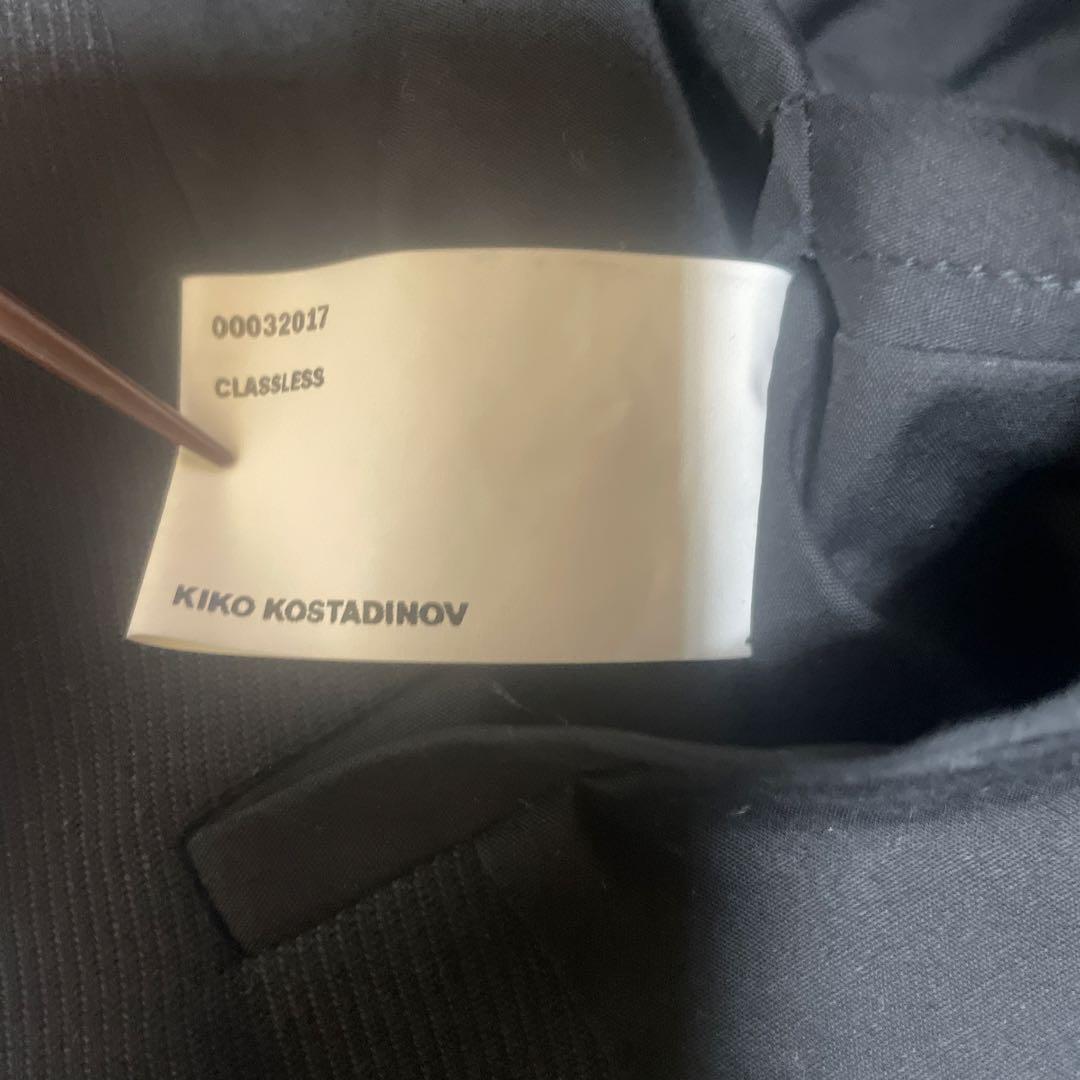 00032017
CLASSLESS
KIKO KOSTADINOV